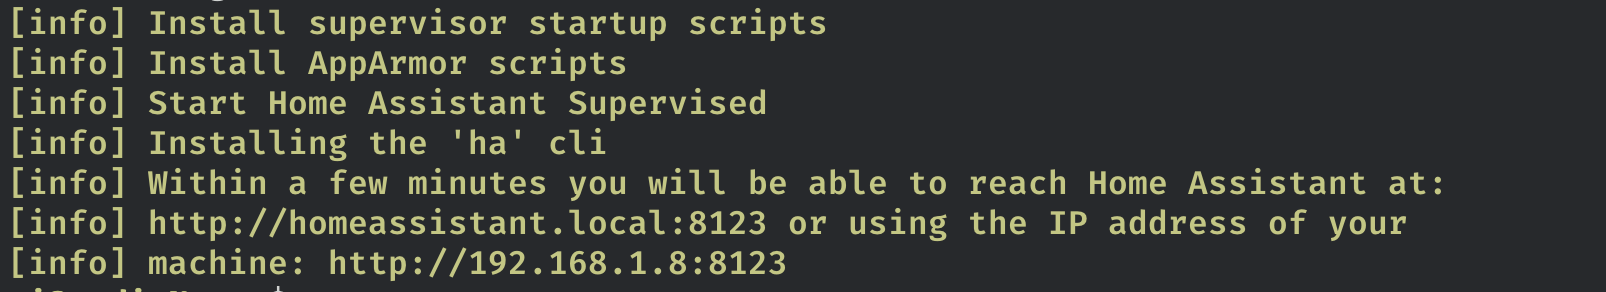 [info] Install supervisor startup scripts
[info] Install AppArmor scripts
[info] Start Home Assistant Supervised
[info] Installing the 'ha' cli
[info] Within a few minutes you will be able to reach Home Assistant at:
[info] http://homeassistant.local:8123 or using the IP address of your
[info] machine: http://192.168.1.8:8123